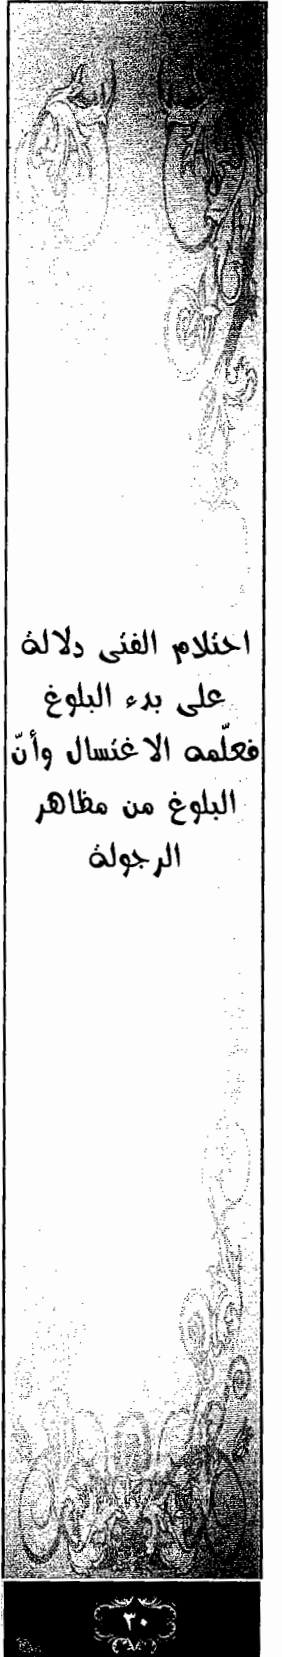 احتلام الفتى دلالة
على بدء البلوغ
فعلّمه الاغتسال وأنّ
البلوغ من مظاهر
الرجولة
٣٠